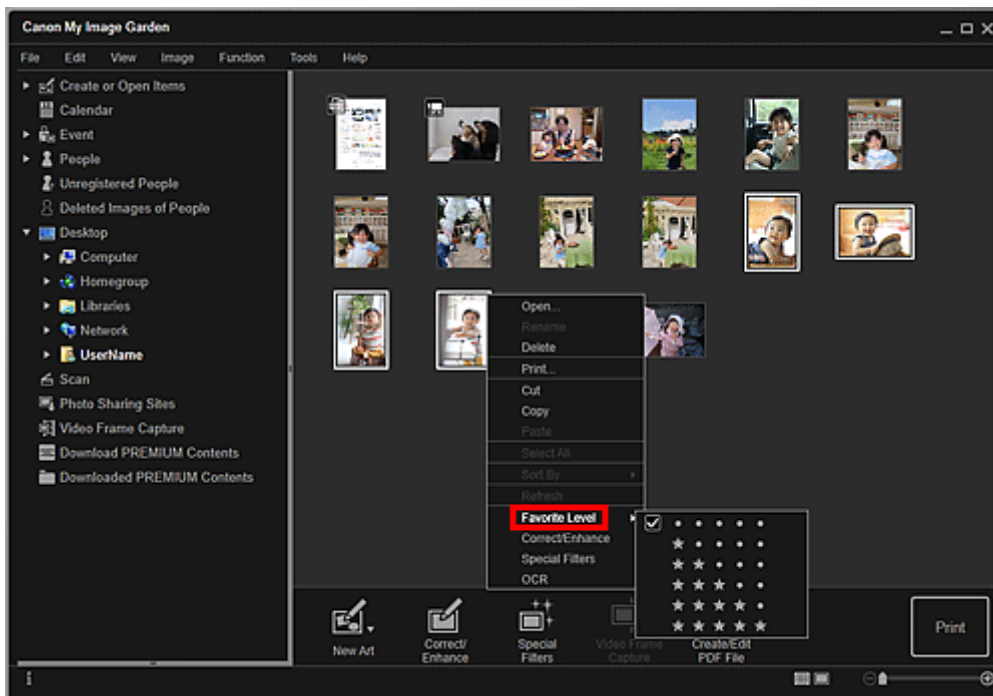 Canon My Image Garden
File Edit View Image Function Tools Help
Create or Open Items
Calendar
Event
People
Unregistered People
Deleted Images of People
Desktop
Computer
Homegroup
Libraries
Network
UserName
Scan
Photo Sharing Sites
Video Frame Capture
Download PREMIUM Contents
Downloaded PREMIUM Contents
Open...
Rename
Delete
Print...
Cut
Copy
Paste
Select All
Sort By
Refresh
Favorite Level
Correct/Enhance
Special Filters
OCR
New Art
Correct/
Enhance
Special
Filters
Video Frame
Capture
Create/Edit
PDF File
Print